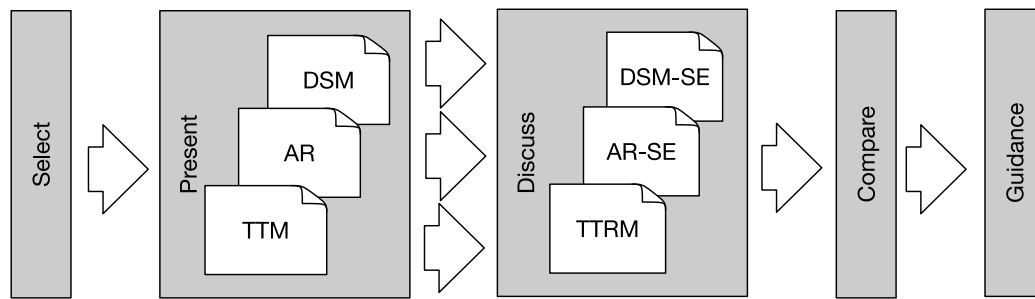 Select
Present
DSM
AR
TTM
Discuss
DSM-SE
AR-SE
TTRM
Compare
Guidance